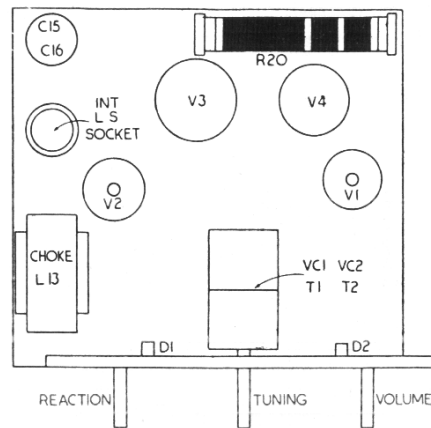 C15
C16
R20
INT
L S
SOCKET
V3
V4
V2
V1
CHOKE
L13
VC1 VC2
T1 T2
D1
D2
REACTION
TUNING
VOLUME